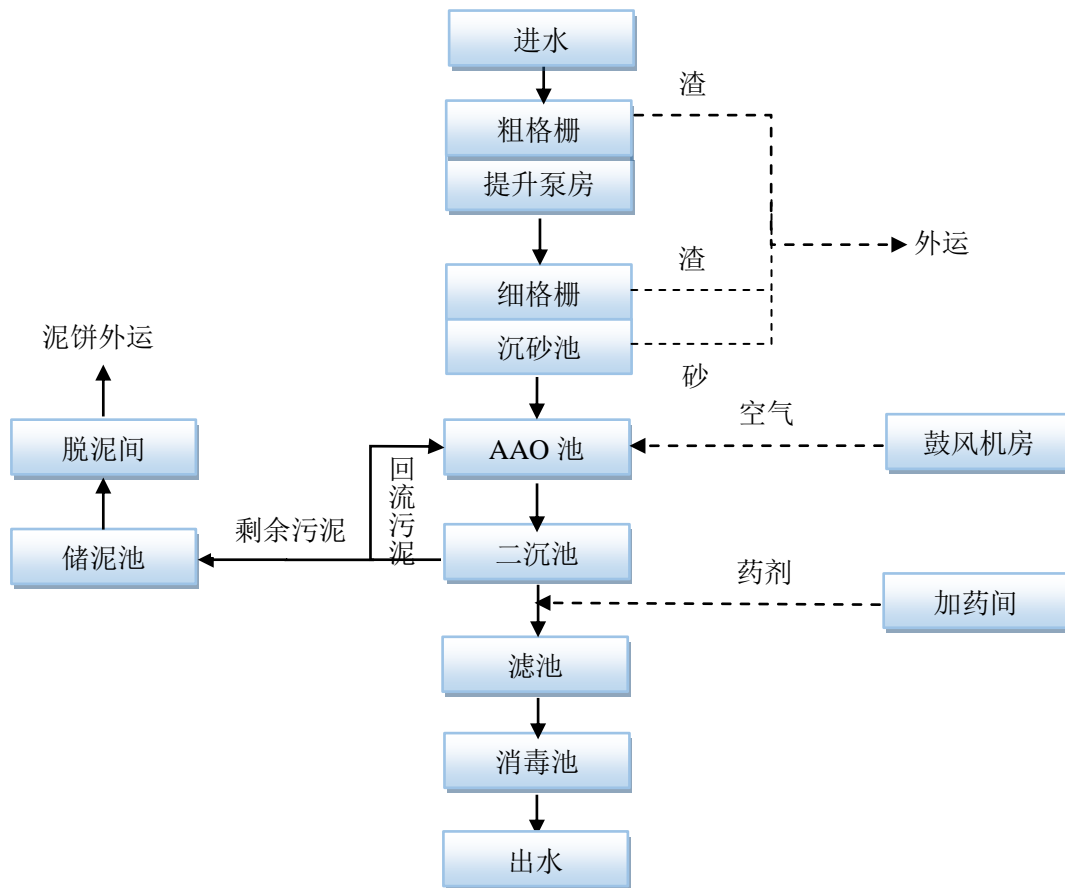 进水
渣
粗格栅
提升泵房
外运
渣
细格栅
沉砂池
砂
泥饼外运
空气
脱泥间
AAO 池
鼓风机房
回流污泥
剩余污泥
储泥池
二沉池
药剂
加药间
滤池
消毒池
出水